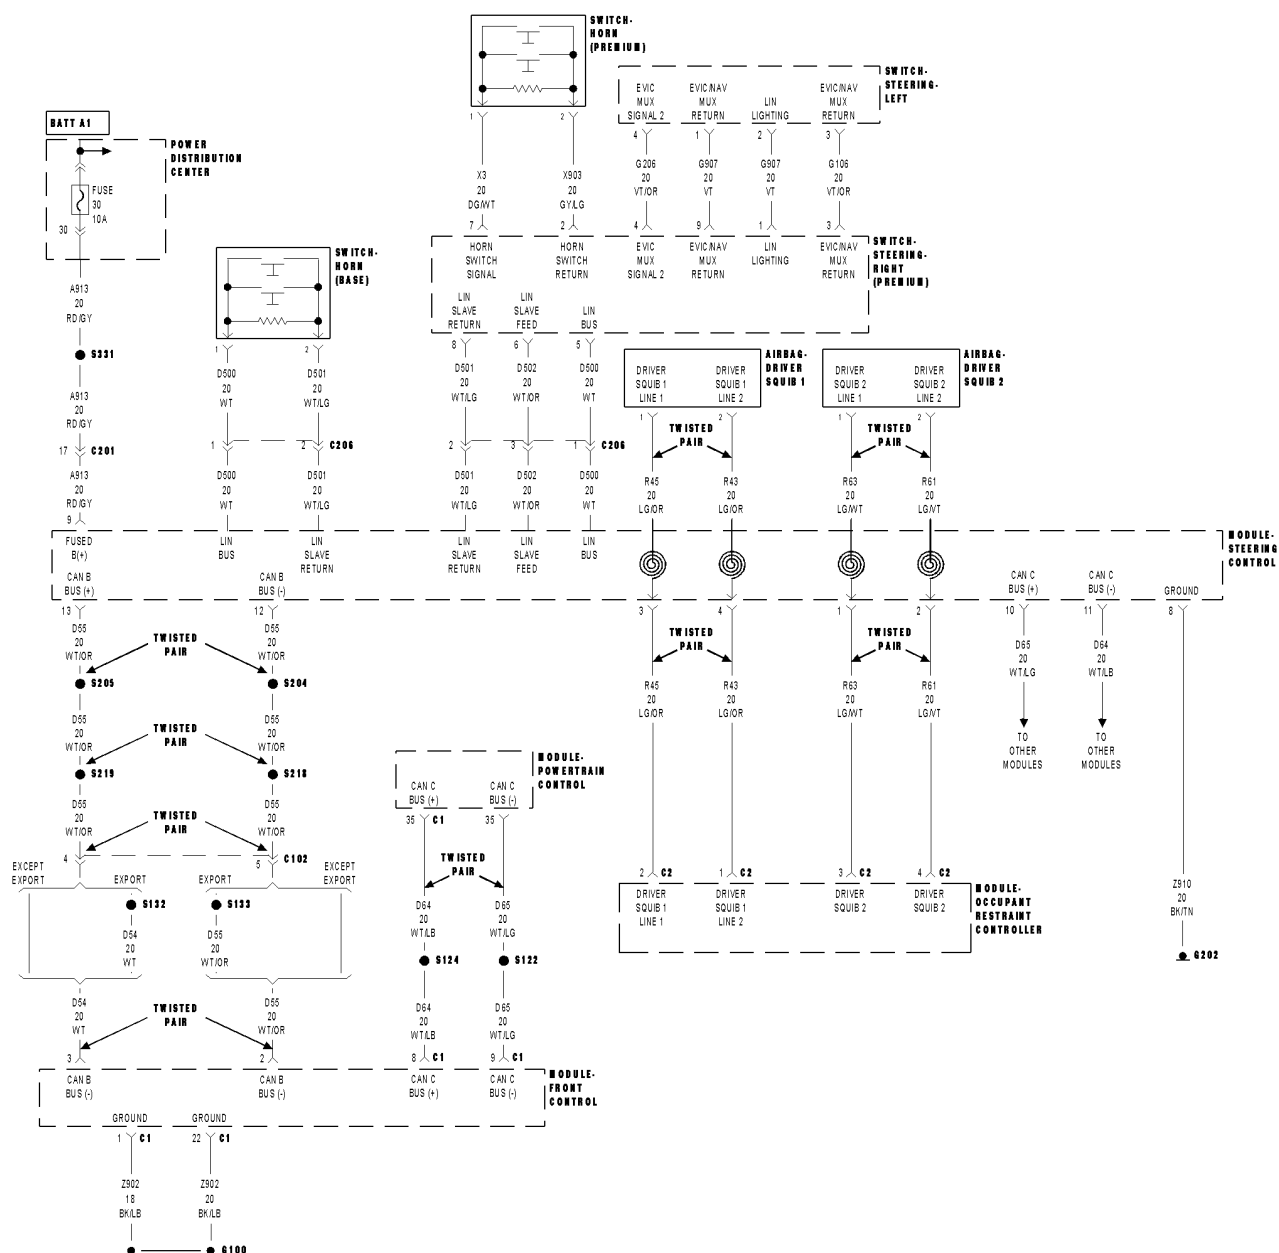 SWITCH-
HORN
(PREMIUM)
1
2
X3
20
DG/WT
X903
20
GY/LG
7
2
SWITCH-
STEERING-
LEFT
EVIC
MUX
SIGNAL 2
EVIC/NAV
MUX
RETURN
LIN
LIGHTING
EVIC/NAV
MUX
RETURN
4
1
2
3
G206
20
VT/OR
G907
20
VT
G907
20
VT
G106
20
VT/OR
4
9
1
3
BATT A1
POWER
DISTRIBUTION
CENTER
FUSE
30
10A
30
A913
20
RD/GY
S331
A913
20
RD/GY
17
C201
A913
20
RD/GY
9
SWITCH-
HORN
(BASE)
1
2
D500
20
WT
D501
20
WT/LG
1
2
C206
D500
20
WT
D501
20
WT/LG
SWITCH-
STEERING-
RIGHT
(PREMIUM)
HORN
SWITCH
SIGNAL
HORN
SWITCH
RETURN
EVIC
MUX
SIGNAL 2
EVIC/NAV
MUX
RETURN
LIN
LIGHTING
EVIC/NAV
MUX
RETURN
LIN
SLAVE
RETURN
LIN
SLAVE
FEED
LIN
BUS
8
6
5
D501
20
WT/LG
D502
20
WT/OR
D500
20
WT
2
3
1
C206
D501
20
WT/LG
D502
20
WT/OR
D500
20
WT
AIRBAG-
DRIVER
SQUIB 1
DRIVER
SQUIB 1
LINE 1
DRIVER
SQUIB 1
LINE 2
1
2
TWISTED
PAIR
R45
20
LG/OR
R43
20
LG/OR
AIRBAG-
DRIVER
SQUIB 2
DRIVER
SQUIB 2
LINE 1
DRIVER
SQUIB 2
LINE 2
1
2
TWISTED
PAIR
R63
20
LG/WT
R61
20
LG/VT
MODULE-
STEERING
CONTROL
FUSED
B(+)
LIN
BUS
LIN
SLAVE
RETURN
LIN
SLAVE
RETURN
LIN
SLAVE
FEED
LIN
BUS
CAN B
BUS (+)
CAN B
BUS (-)
CAN C
BUS (+)
CAN C
BUS (-)
GROUND
13
12
3
4
1
2
10
11
8
D55
20
WT/OR
TWISTED
PAIR
D55
20
WT/OR
S205
S204
D55
20
WT/OR
TWISTED
PAIR
D55
20
WT/OR
S219
S218
D55
20
WT/OR
TWISTED
PAIR
D55
20
WT/OR
4
5
C102
TWISTED
PAIR
R45
20
LG/OR
R43
20
LG/OR
TWISTED
PAIR
R63
20
LG/WT
R61
20
LG/VT
D65
20
WT/LG
TO
OTHER
MODULES
D64
20
WT/LB
TO
OTHER
MODULES
Z910
20
BK/TN
G202
EXCEPT
EXPORT
EXPORT
S132
D54
20
WT
EXPORT
S133
D55
20
WT/OR
EXCEPT
EXPORT
D54
20
WT
TWISTED
PAIR
D55
20
WT/OR
3
2
MODULE-
POWERTRAIN
CONTROL
CAN C
BUS (+)
CAN C
BUS (-)
35
C1
35
TWISTED
PAIR
D64
20
WT/LB
D65
20
WT/LG
S124
S122
D64
20
WT/LB
D65
20
WT/LG
8
C1
9
C1
2
C2
1
C2
3
C2
4
C2
DRIVER
SQUIB 1
LINE 1
DRIVER
SQUIB 1
LINE 2
DRIVER
SQUIB 2
DRIVER
SQUIB 2
MODULE-
OCCUPANT
RESTRAINT
CONTROLLER
MODULE-
FRONT
CONTROL
CAN B
BUS (-)
CAN B
BUS (-)
CAN C
BUS (+)
CAN C
BUS (-)
GROUND
GROUND
1
C1
22
C1
Z902
18
BK/LB
Z902
20
BK/LB
G100